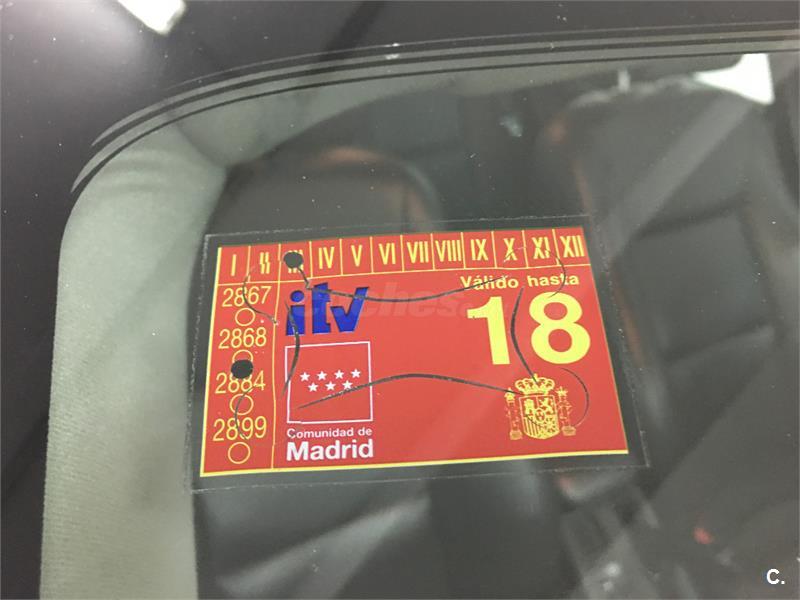 I II III IV V VI VII VIII IX X XI XII
Válido hasta
2867
itv
18
2868
2884
2899
Comunidad de
Madrid
C.